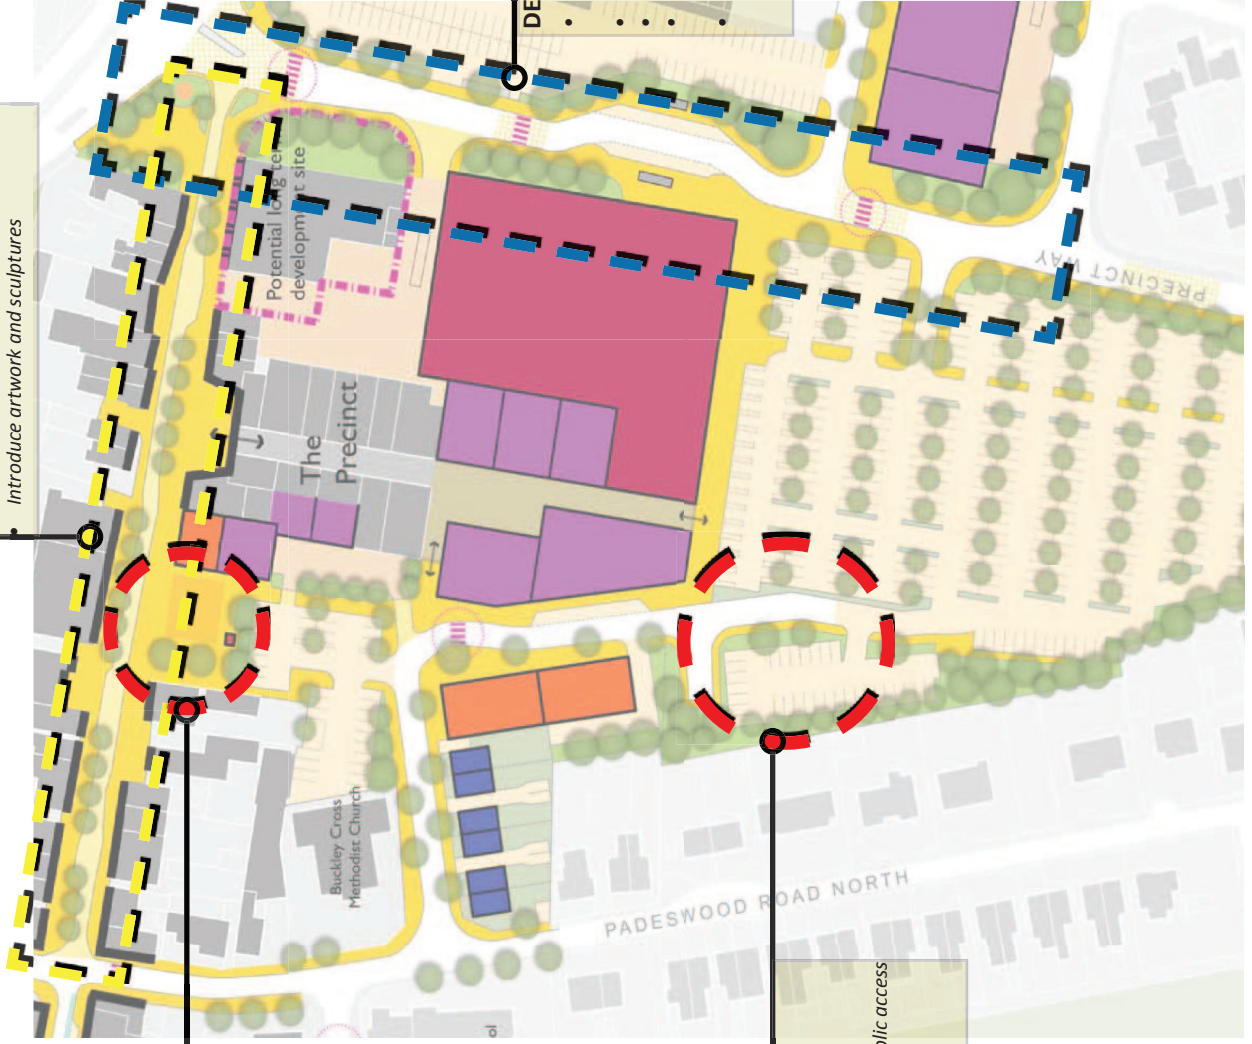 DE
Introduce artwork and sculptures
Potential long term
development site
PRECINCT WAY
The
Precinct
Buckley Cross
Methodist Church
PADESWOOD ROAD NORTH
lic access
ol